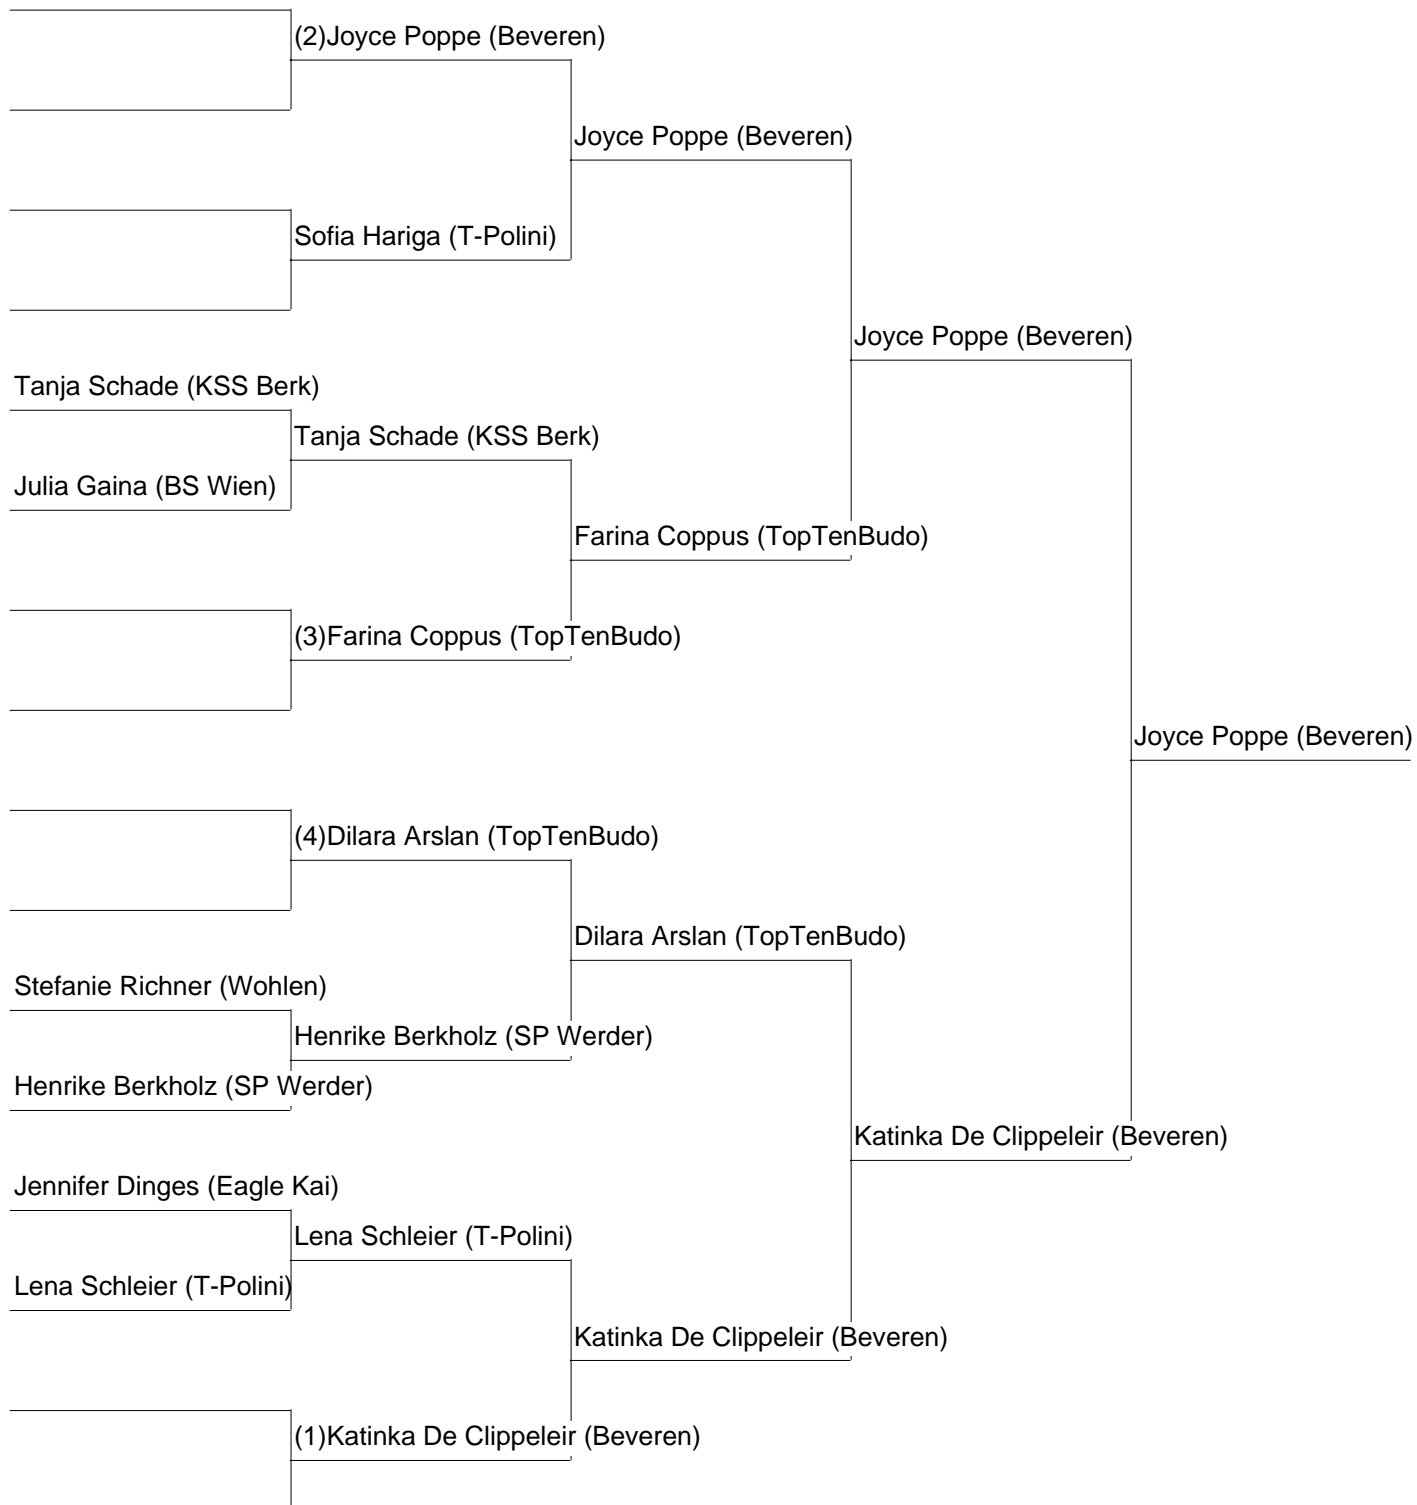 (2)Joyce Poppe (Beveren)
Joyce Poppe (Beveren)
Sofia Hariga (T-Polini)
Joyce Poppe (Beveren)
Tanja Schade (KSS Berk)
Tanja Schade (KSS Berk)
Julia Gaina (BS Wien)
Farina Coppus (TopTenBudo)
(3)Farina Coppus (TopTenBudo)
Joyce Poppe (Beveren)
(4)Dilara Arslan (TopTenBudo)
Dilara Arslan (TopTenBudo)
Stefanie Richner (Wohlen)
Henrike Berkholz (SP Werder)
Henrike Berkholz (SP Werder)
Katinka De Clippeleir (Beveren)
Jennifer Dinges (Eagle Kai)
Lena Schleier (T-Polini)
Lena Schleier (T-Polini)
Katinka De Clippeleir (Beveren)
(1)Katinka De Clippeleir (Beveren)